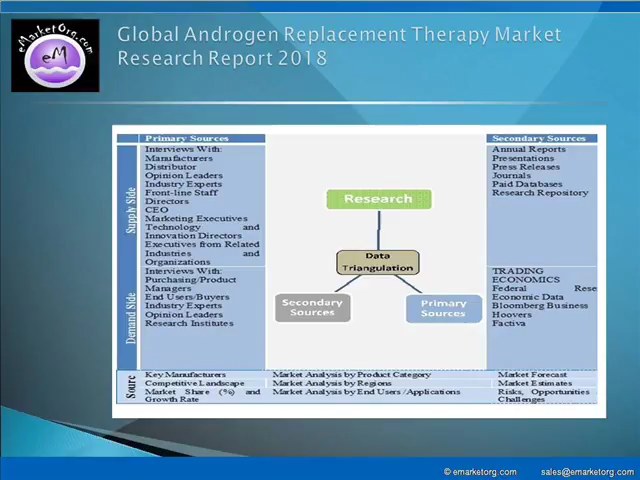 eMarketOrg.com
eM
Global Androgen Replacement Therapy Market
Research Report 2018
Primary Sources
Secondary Sources
Supply Side
Interviews With:
Manufacturers
Distributor
Opinion Leaders
Industry Experts
Front-line Staff
Directors
CEO
Marketing Executives
Technology and
Innovation Directors
Executives from Related
Industries and
Organizations
Annual Reports
Presentations
Press Releases
Journals
Paid Databases
Research Repository
Research
Data
Triangulation
Secondary
Sources
Primary
Sources
Demand Side
Interviews With:
Purchasing/Product
Managers
End Users/Buyers
Industry Experts
Opinion Leaders
Research Institutes
TRADING
ECONOMICS
Federal Rese
Economic Data
Bloomberg Business
Hoovers
Factiva
Sourc
Key Manufacturers
Competitive Landscape
Market Share (%) and
Growth Rate
Market Analysis by Product Category
Market Analysis by Regions
Market Analysis by End Users /Applications
Market Forecast
Market Estimates
Risks, Opportunities
Challenges
© emarketorg.com
sales@emarketorg.com